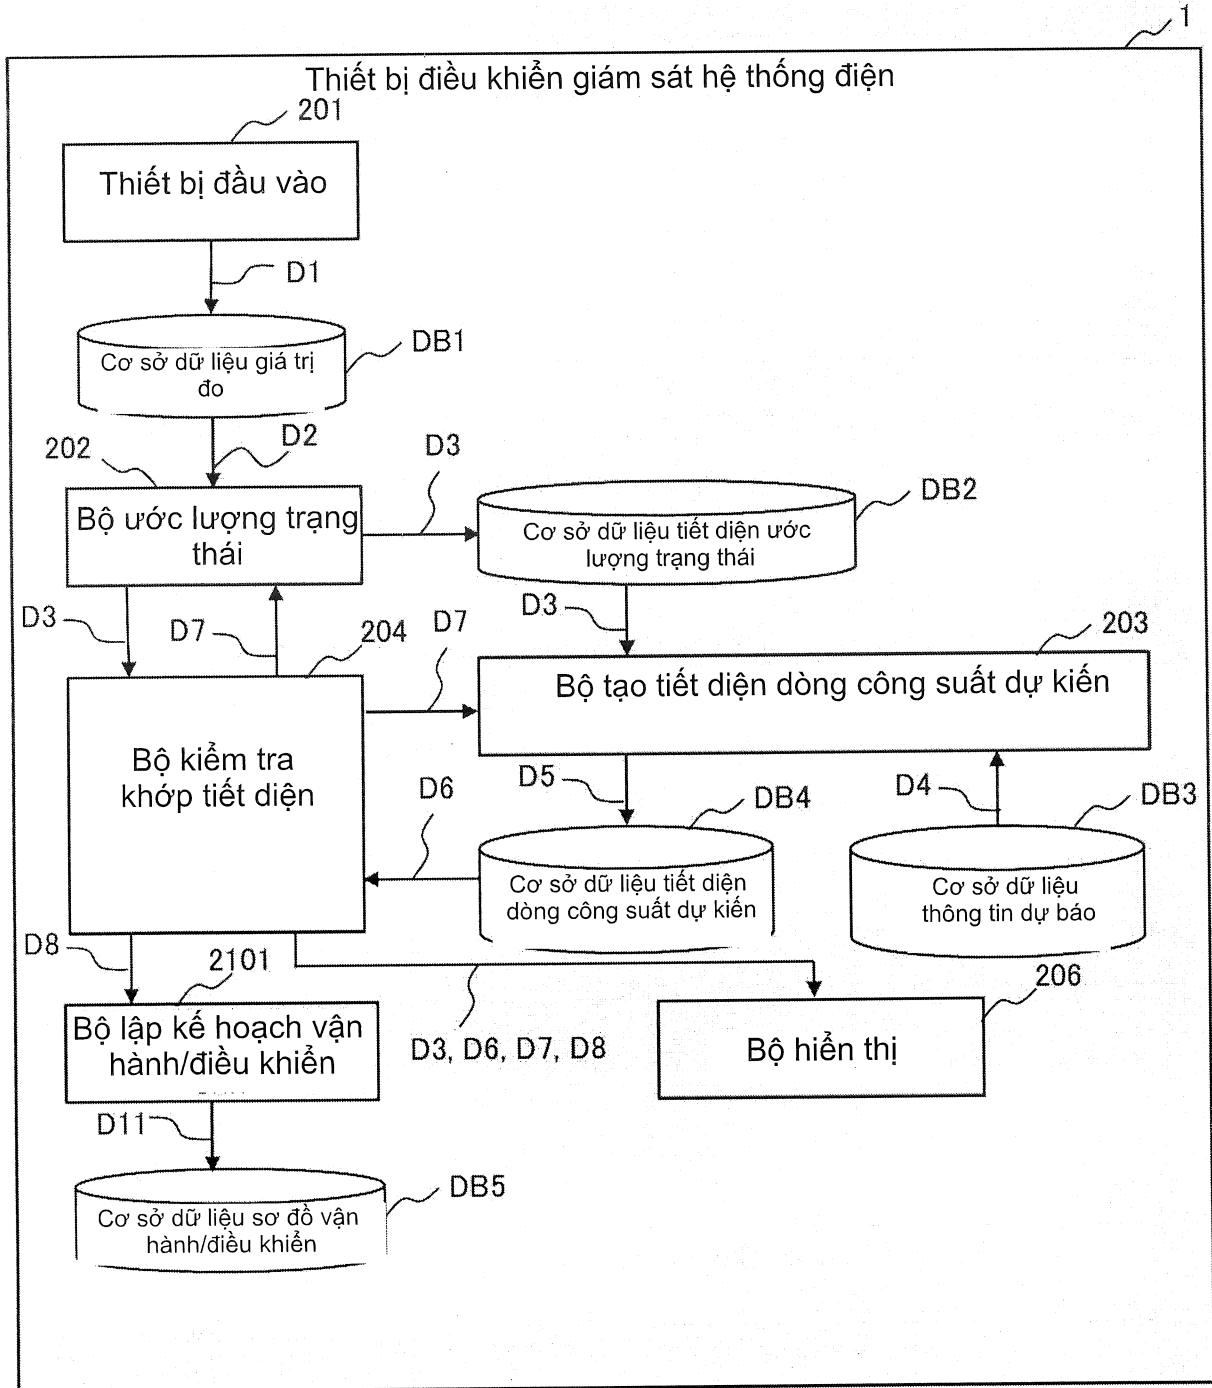 1
Thiết bị điều khiển giám sát hệ thống điện
201
Thiết bị đầu vào
D1
DB1
Cơ sở dữ liệu giá trị
đo
D2
202
D3
DB2
Bộ ước lượng trạng
thái
Cơ sở dữ liệu tiết diện ước
lượng trạng thái
D3
D7
204
D7
D3
203
Bộ tạo tiết diện dòng công suất dự kiến
Bộ kiểm tra
khớp tiết diện
D6
D5
DB4
D4
DB3
Cơ sở dữ liệu tiết diện
dòng công suất dự kiến
Cơ sở dữ liệu
thông tin dự báo
D8
2101
206
Bộ lập kế hoạch vận
hành/điều khiển
D3, D6, D7, D8
Bộ hiển thị
D11
DB5
Cơ sở dữ liệu sơ đồ vận
hành/điều khiển